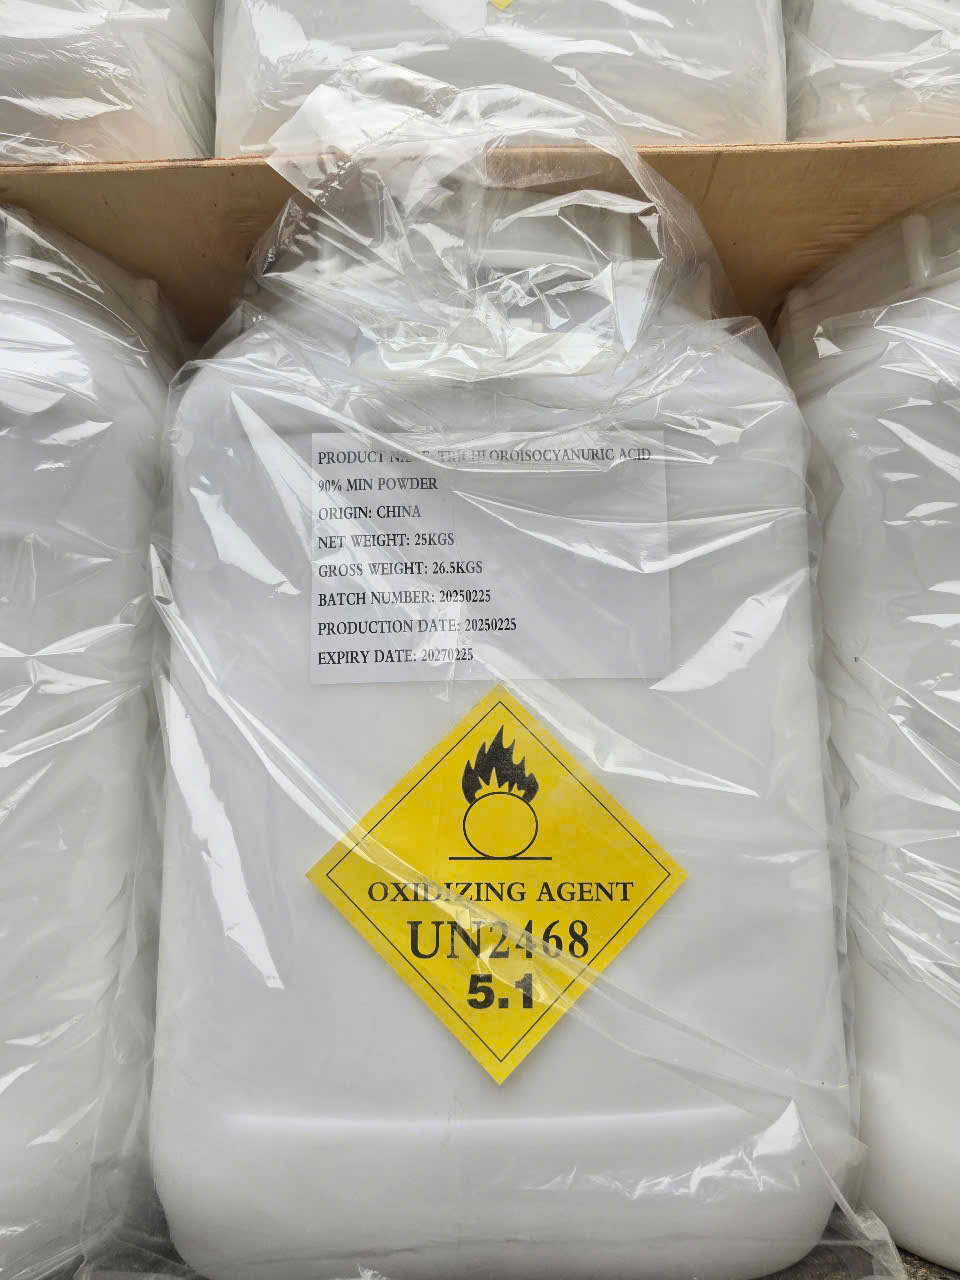 PRODUCT NAME: TRICHLOROISOCYANURIC ACID
90% MIN POWDER
ORIGIN: CHINA
NET WEIGHT: 25KGS
GROSS WEIGHT: 26.5KGS
BATCH NUMBER: 20250225
PRODUCTION DATE: 20250225
EXPIRY DATE: 20270225
OXIDIZING AGENT
UN2468
5.1